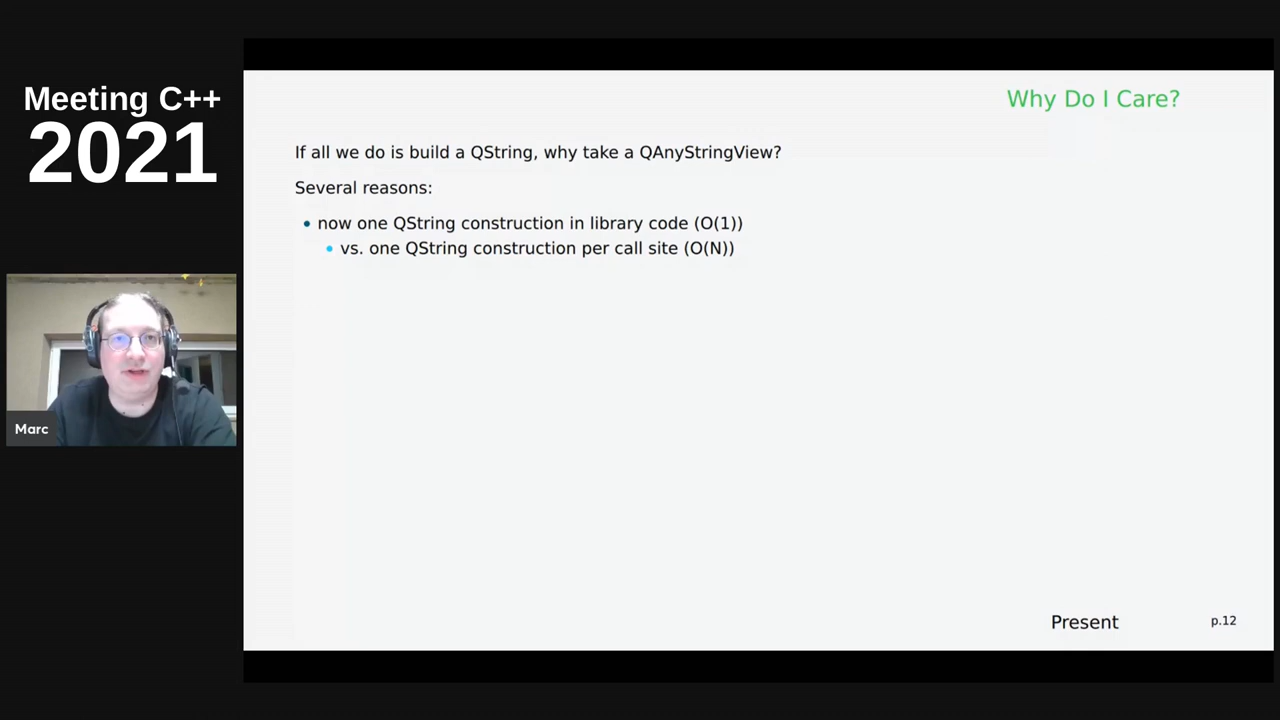 Meeting C++
2021
Marc
Why Do I Care?
If all we do is build a QString, why take a QAnyStringView?
Several reasons:
• now one QString construction in library code (O(1))
• vs. one QString construction per call site (O(N))
Present
p.12